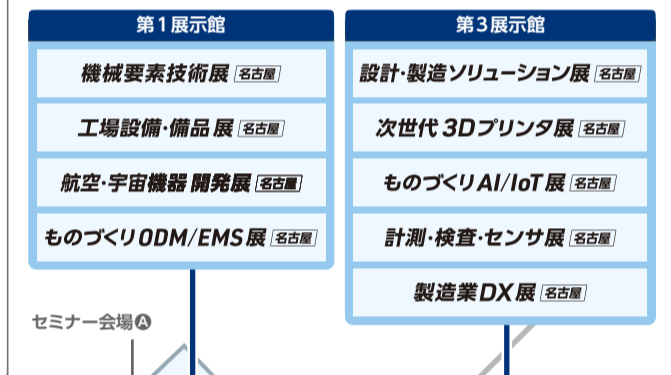 第1展示館
機械要素技術展 名古屋
工場設備・備品展 名古屋
航空・宇宙機器 開発展 名古屋
ものづくりODM/EMS展 名古屋
セミナー会場A
第3展示館
設計・製造ソリューション展 名古屋
次世代 3Dプリンタ展 名古屋
ものづくりAI/IoT展 名古屋
計測・検査・センサ展 名古屋
製造業DX展 名古屋